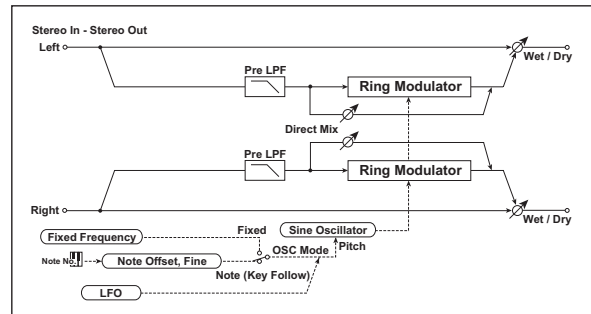 Stereo In - Stereo Out
Left
Wet / Dry
Pre LPF
Ring Modulator
Direct Mix
Pre LPF
Ring Modulator
Right
Wet / Dry
Fixed
Sine Oscillator
Fixed Frequency
OSC Mode
Pitch
Note No.
Note Offset, Fine
Note (Key Follow)
LFO